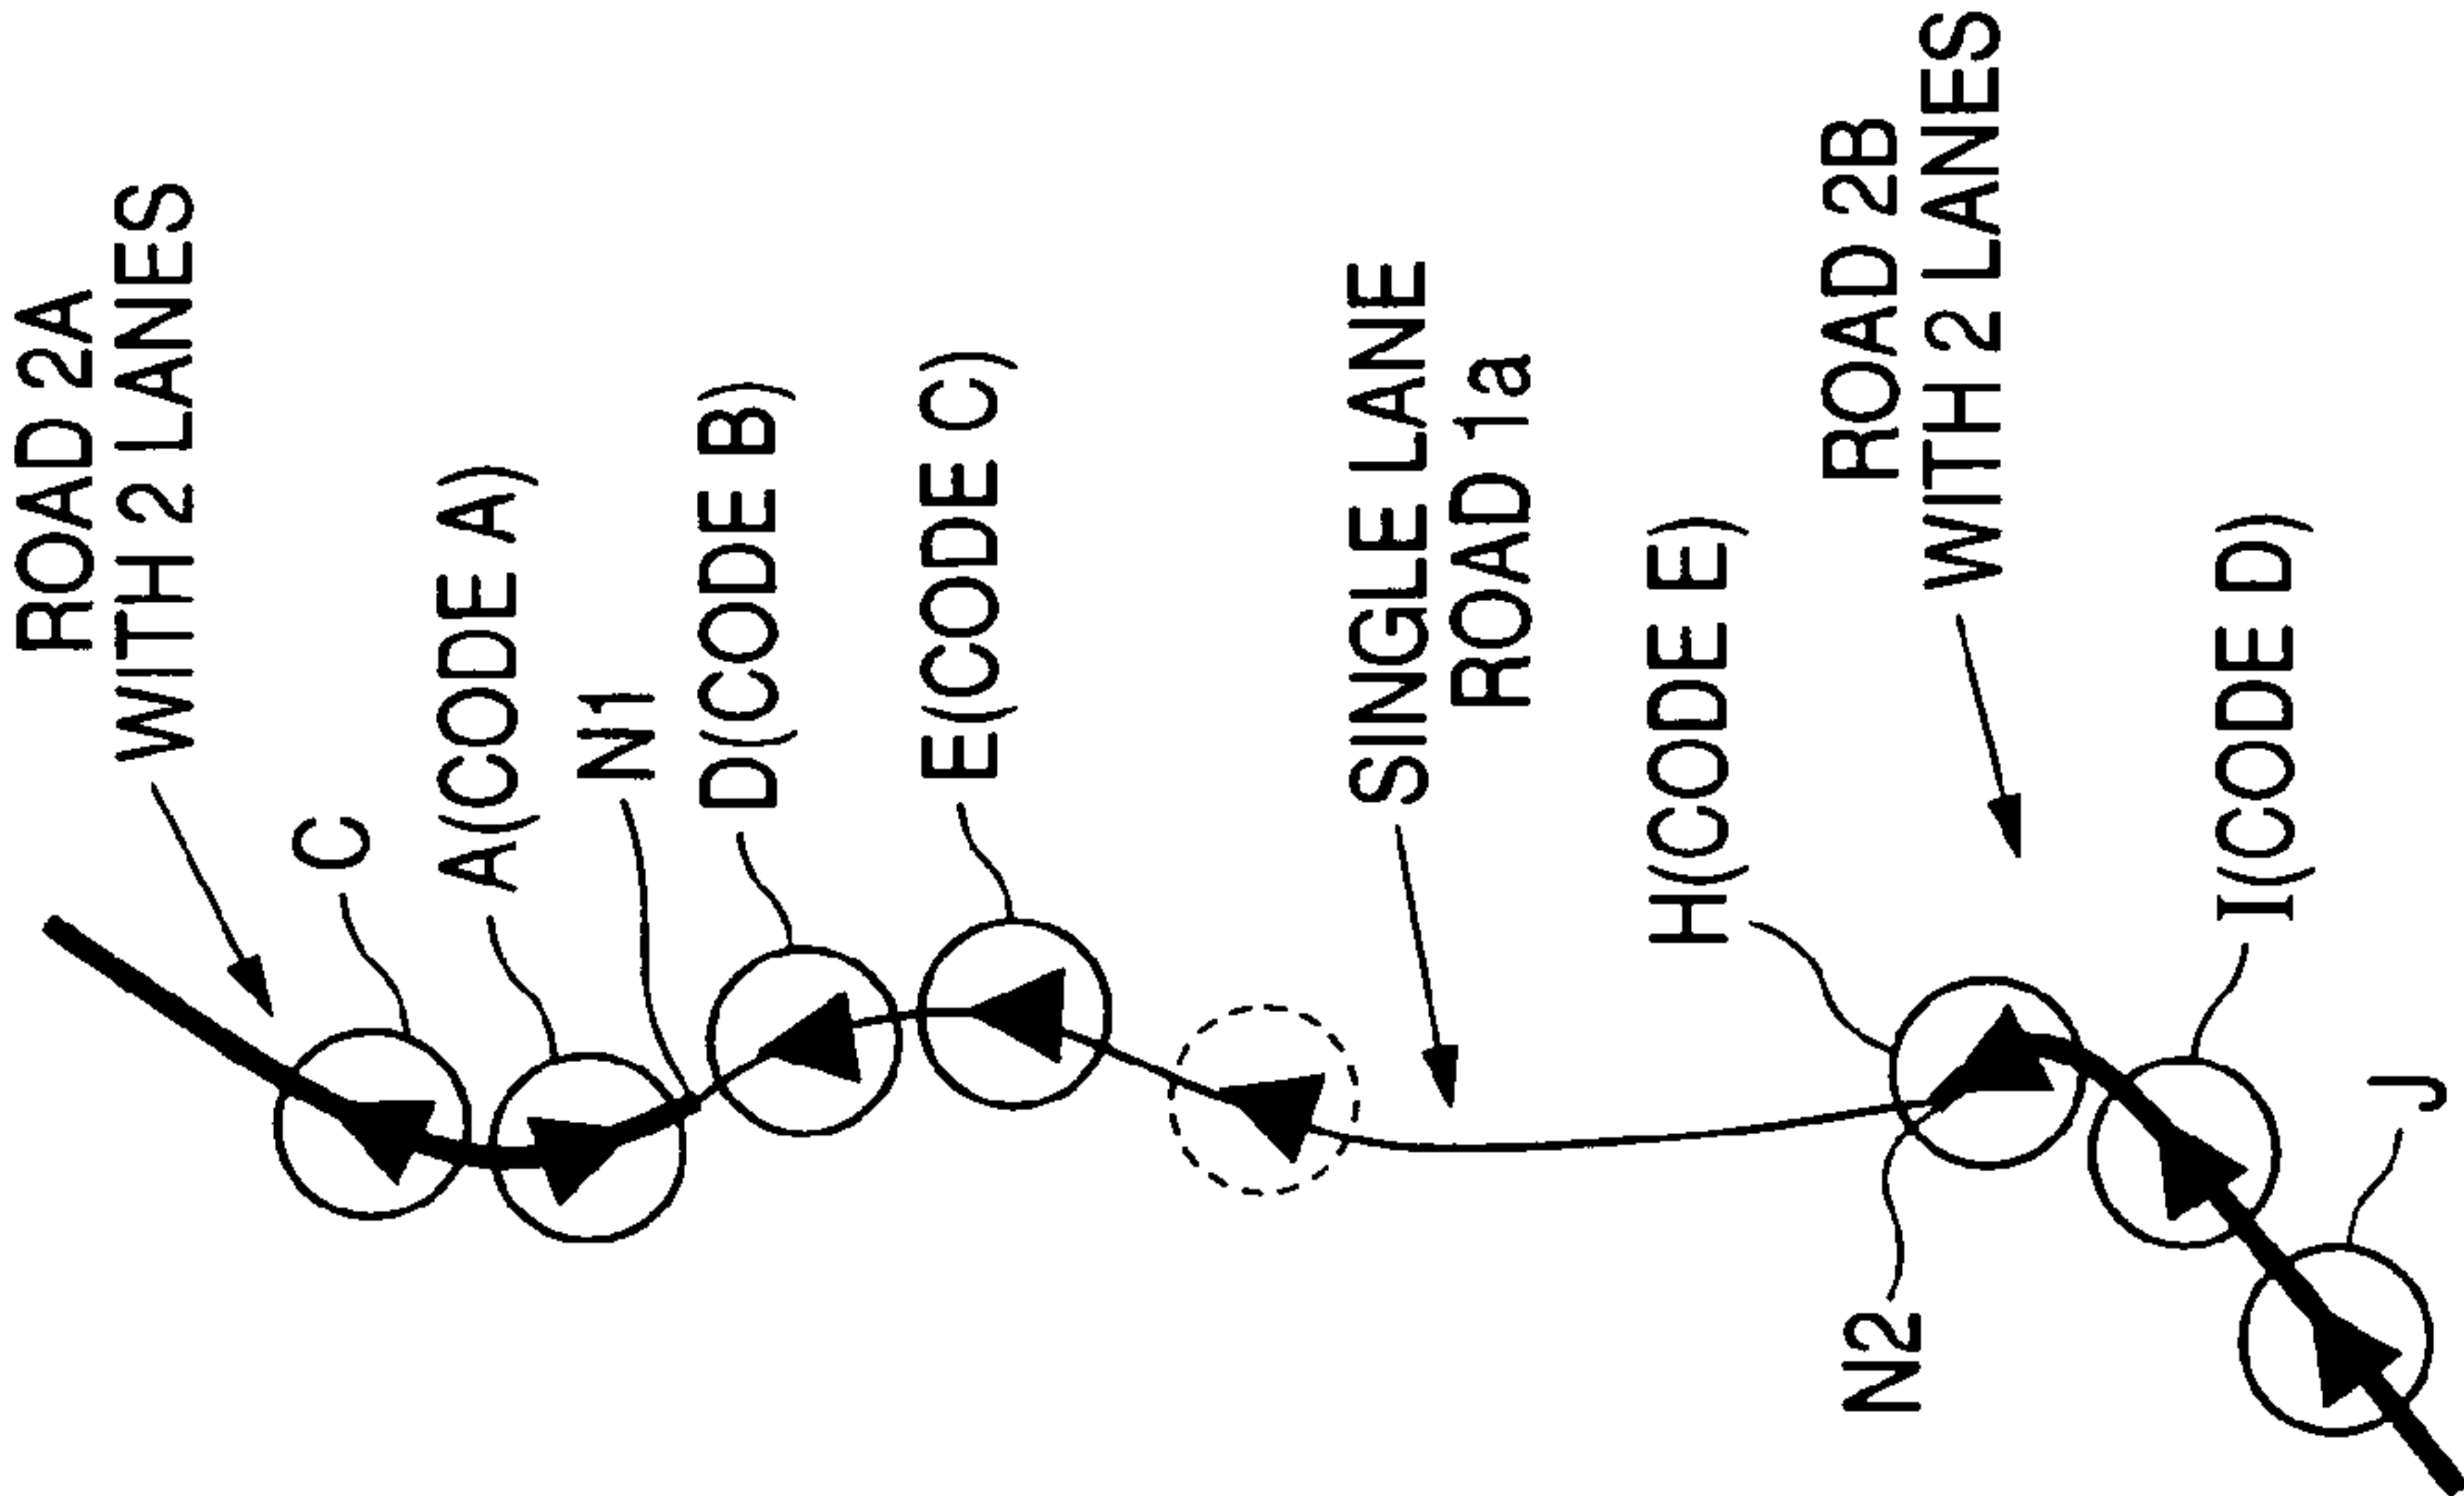 ROAD 2A
WITH 2 LANES
C
A(CODE A)
N1
D(CODE B)
E(CODE C)
SINGLE LANE
ROAD 1a
H(CODE E)
ROAD 2B
WITH 2 LANES
N2
I(CODE D)
J